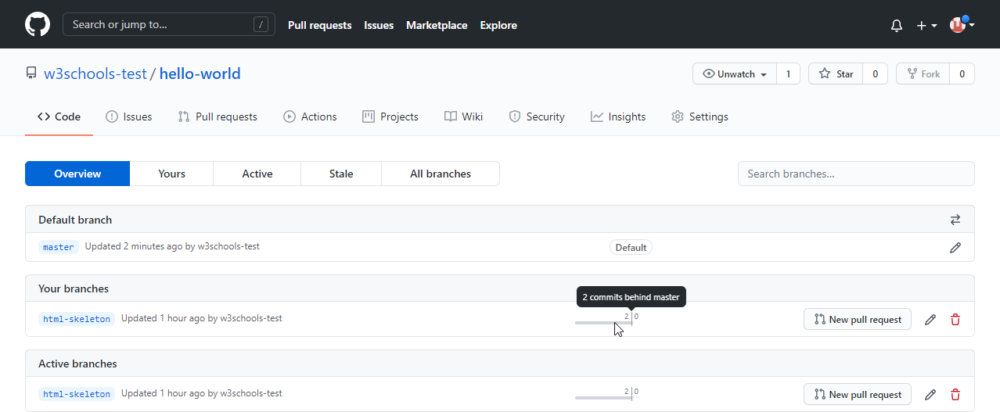 Search or jump to... / Pull requests Issues Marketplace Explore
w3schools-test / hello-world Unwatch 1 Star 0 Fork 0
Code Issues Pull requests Actions Projects Wiki Security Insights Settings
Overview Yours Active Stale All branches Search branches...
Default branch
master Updated 2 minutes ago by w3schools-test Default
Your branches
2 commits behind master
html-skeleton Updated 1 hour ago by w3schools-test 2 0 New pull request
Active branches
html-skeleton Updated 1 hour ago by w3schools-test 2 0 New pull request